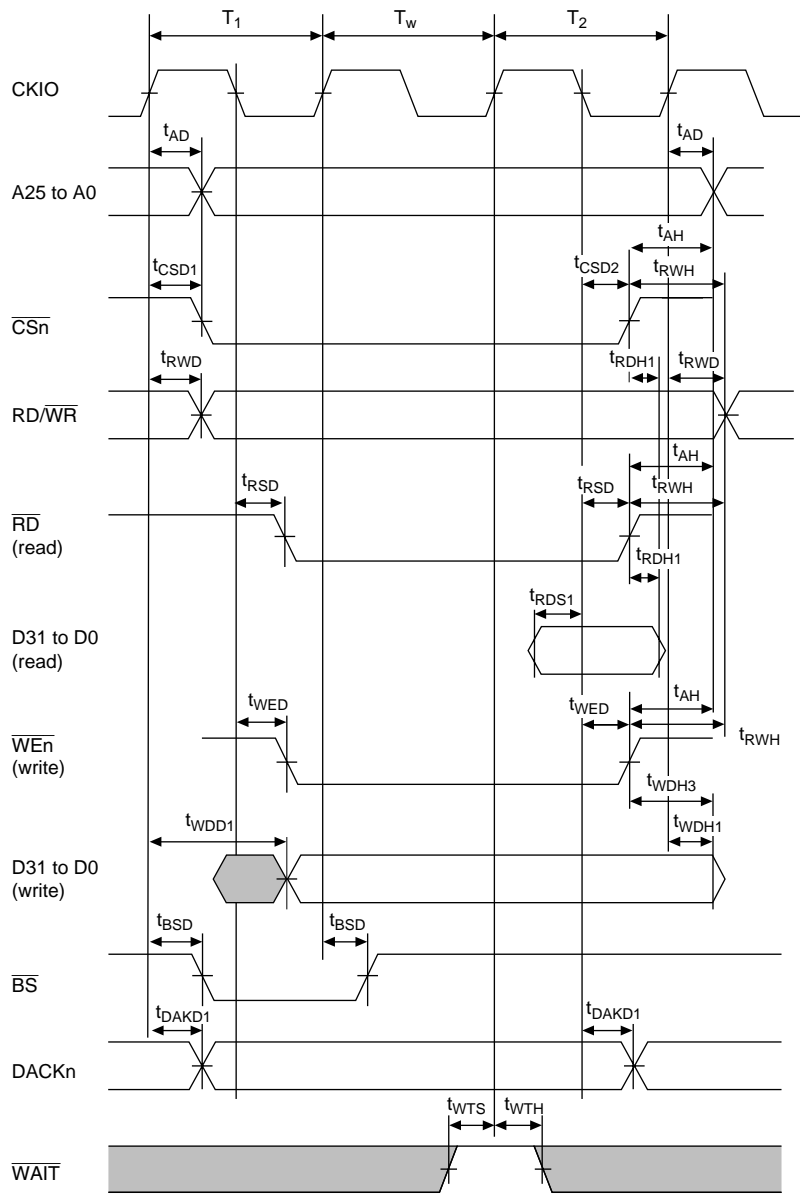 T1 Tw T2
CKIO
tAD tAD
A25 to A0
tAH
tCSD1 tCSD2 tRWH
CSn
tRDH1 tRWD
tRWD
RD/WR
tAH
tRSD tRSD tRWH
RD
(read)
tRDH1
tRDS1
D31 to D0
(read)
tAH
tWED tWED
tRWH
WEn
(write)
tWDH3
tWDD1 tWDH1
D31 to D0
(write)
tBSD tBSD
BS
tDAKD1 tDAKD1
DACKn
tWTS tWTH
WAIT